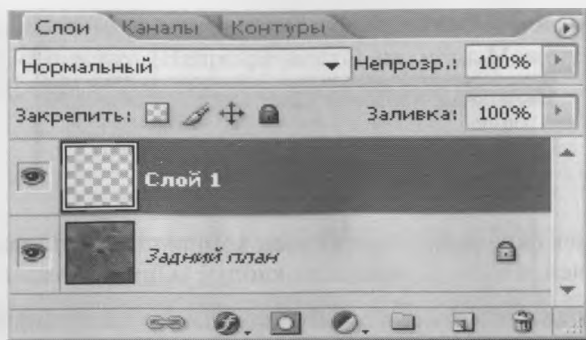 Слои Каналы Контуры
Нормальный Непрозр.: 100%
Закрепить: Заливка: 100%
Слой 1
Задний план